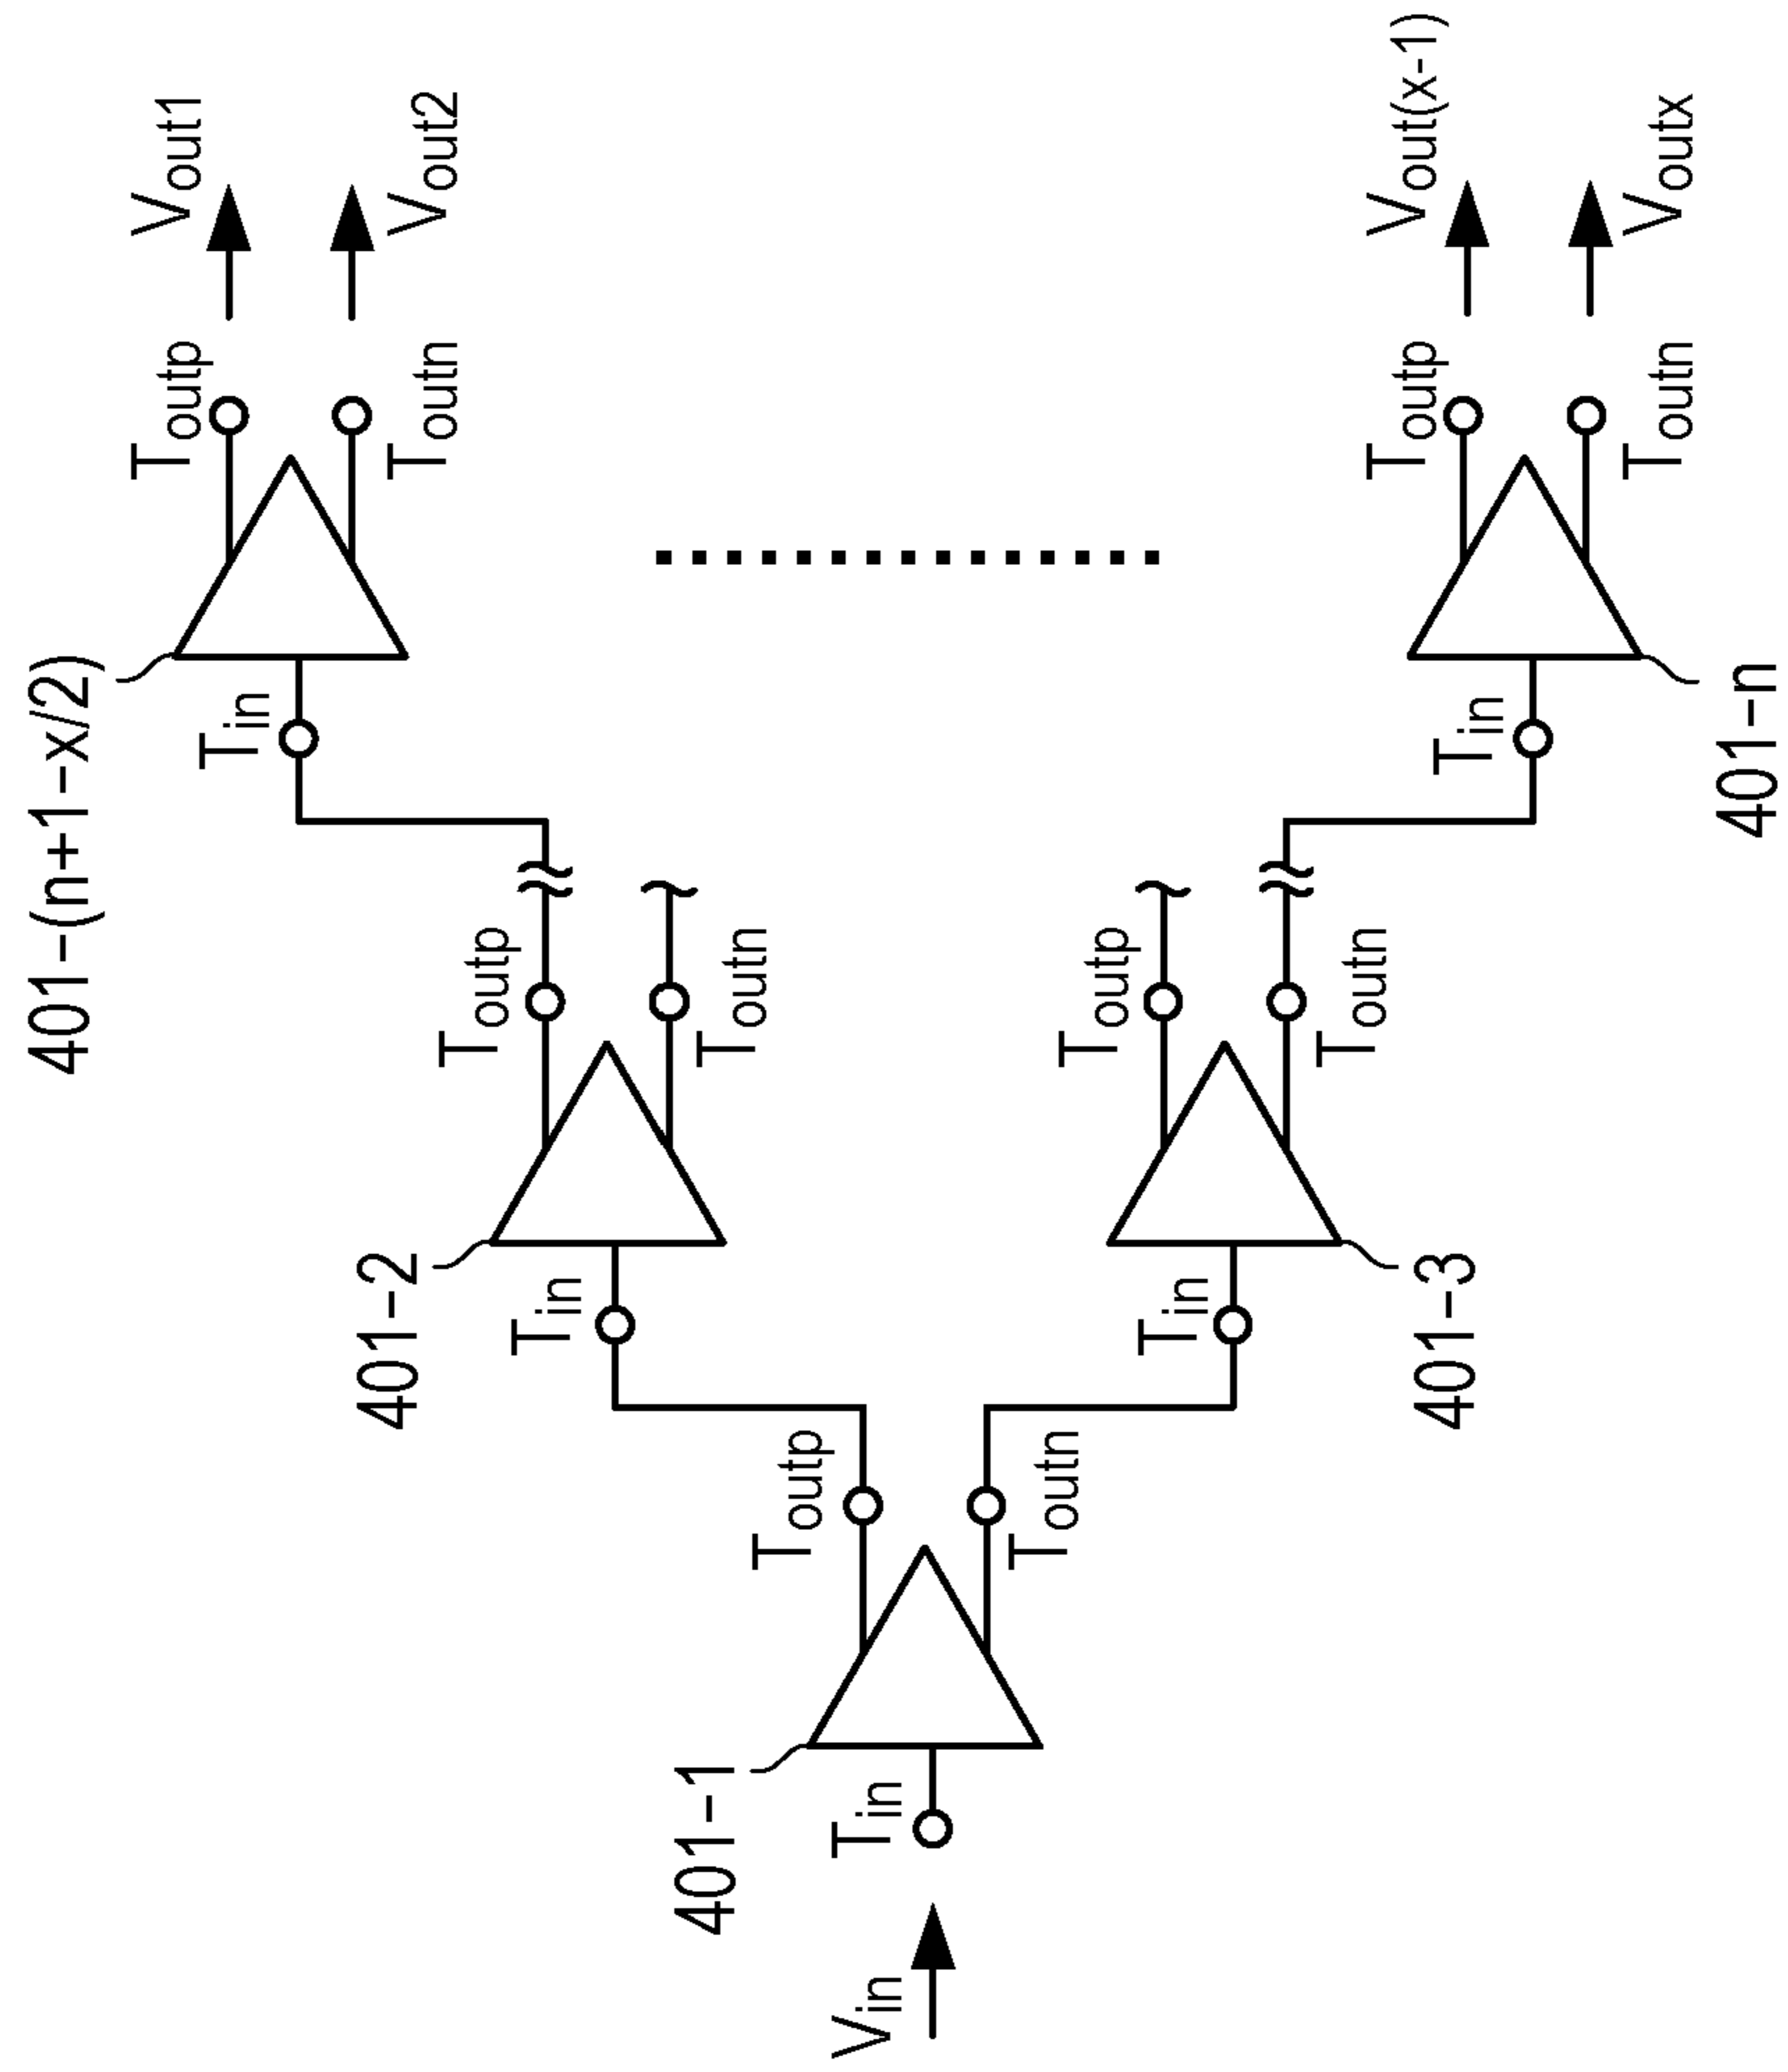 Vin
Tin
401-1
Toutp
Toutn
Tin
401-2
Toutp
Toutn
Tin
401-3
Toutp
Toutn
401-(n+1-x/2)
Tin
Toutp
Toutn
Vout1
Vout2
Tin
401-n
Toutp
Toutn
Vout(x-1)
Voutx